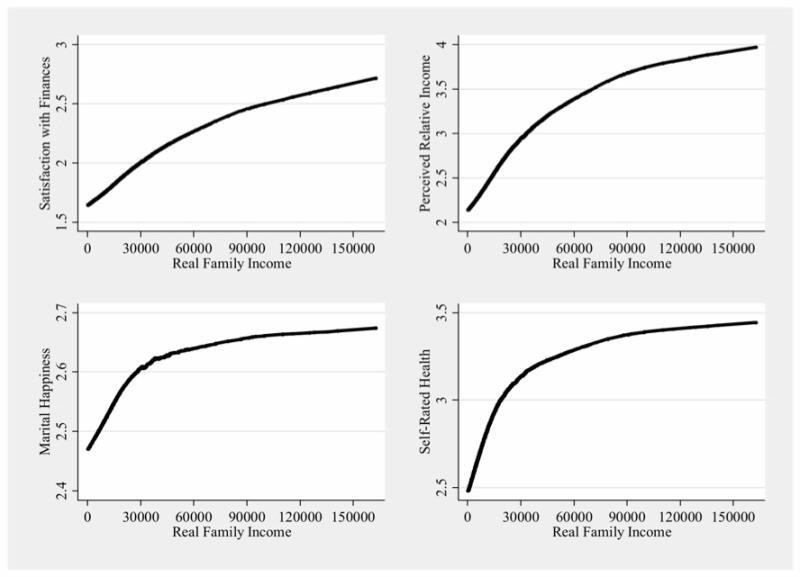 Satisfaction with Finances
3
2.5
2
1.5
0 30000 60000 90000 120000 150000
Real Family Income
Perceived Relative Income
4
3.5
3
2.5
2
0 30000 60000 90000 120000 150000
Real Family Income
Marital Happiness
2.7
2.6
2.5
2.4
0 30000 60000 90000 120000 150000
Real Family Income
Self-Rated Health
3.5
3
2.5
0 30000 60000 90000 120000 150000
Real Family Income